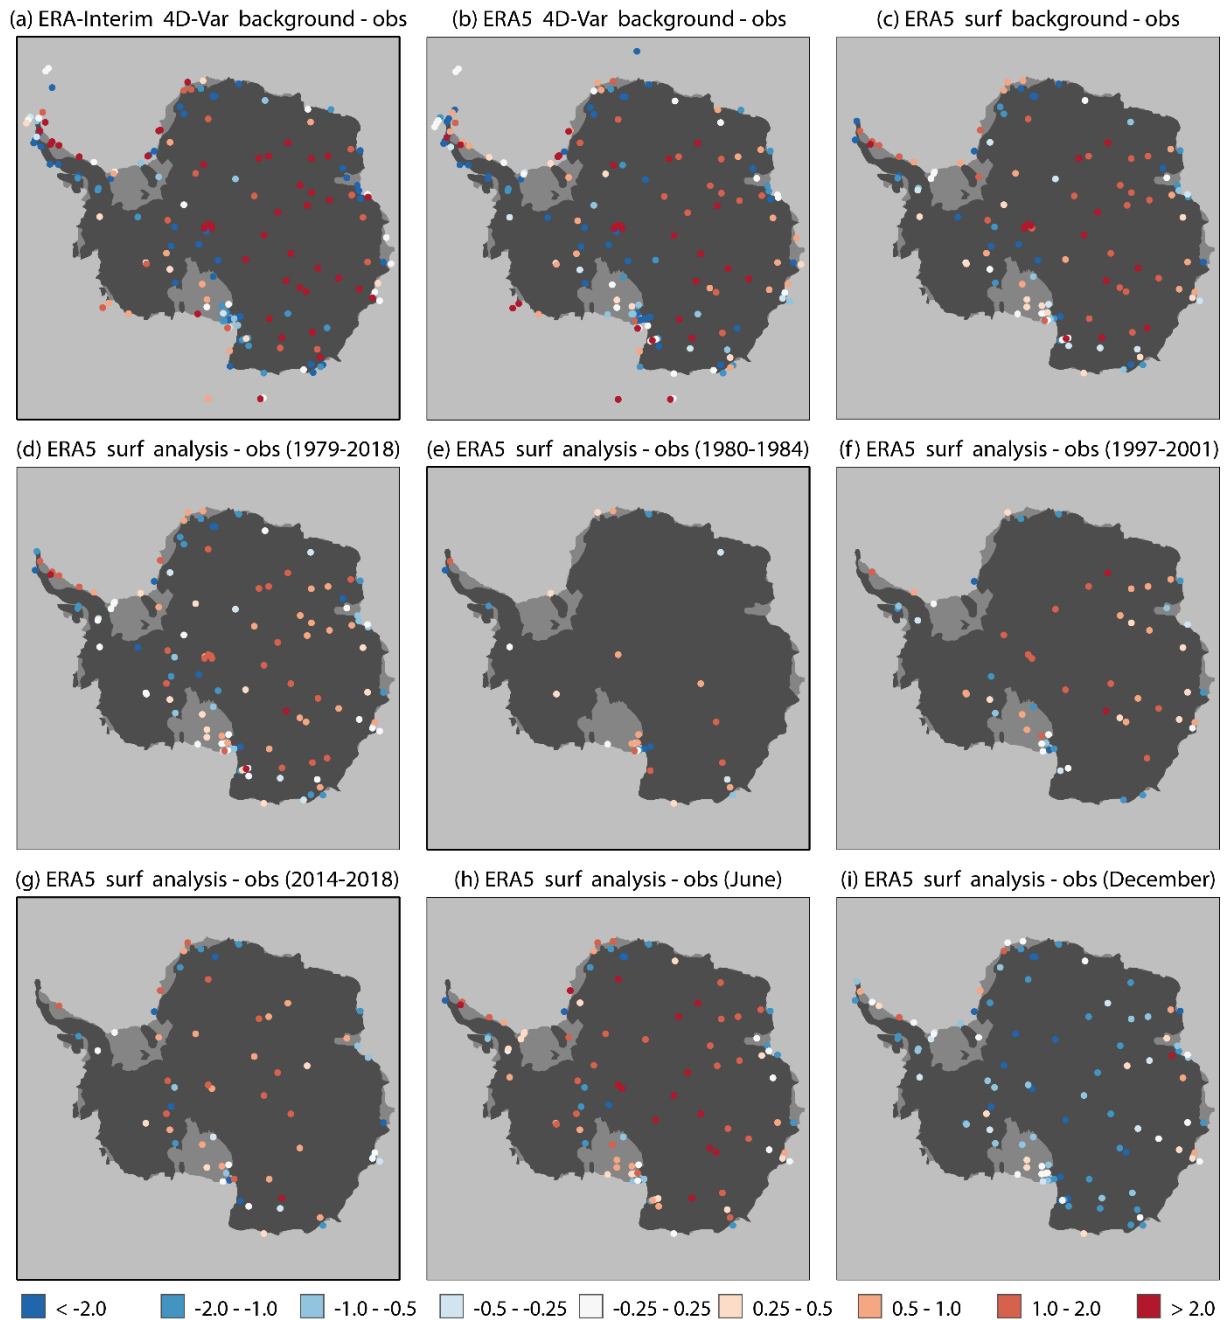 (a) ERA-Interim 4D-Var background - obs
(b) ERA5 4D-Var background - obs
(c) ERA5 surf background - obs
(d) ERA5 surf analysis - obs (1979-2018)
(e) ERA5 surf analysis - obs (1980-1984)
(f) ERA5 surf analysis - obs (1997-2001)
(g) ERA5 surf analysis - obs (2014-2018)
(h) ERA5 surf analysis - obs (June)
(i) ERA5 surf analysis - obs (December)
< -2.0 -2.0 - -1.0 -1.0 - -0.5 -0.5 - -0.25 -0.25 - 0.25 0.25 - 0.5 0.5 - 1.0 1.0 - 2.0 > 2.0